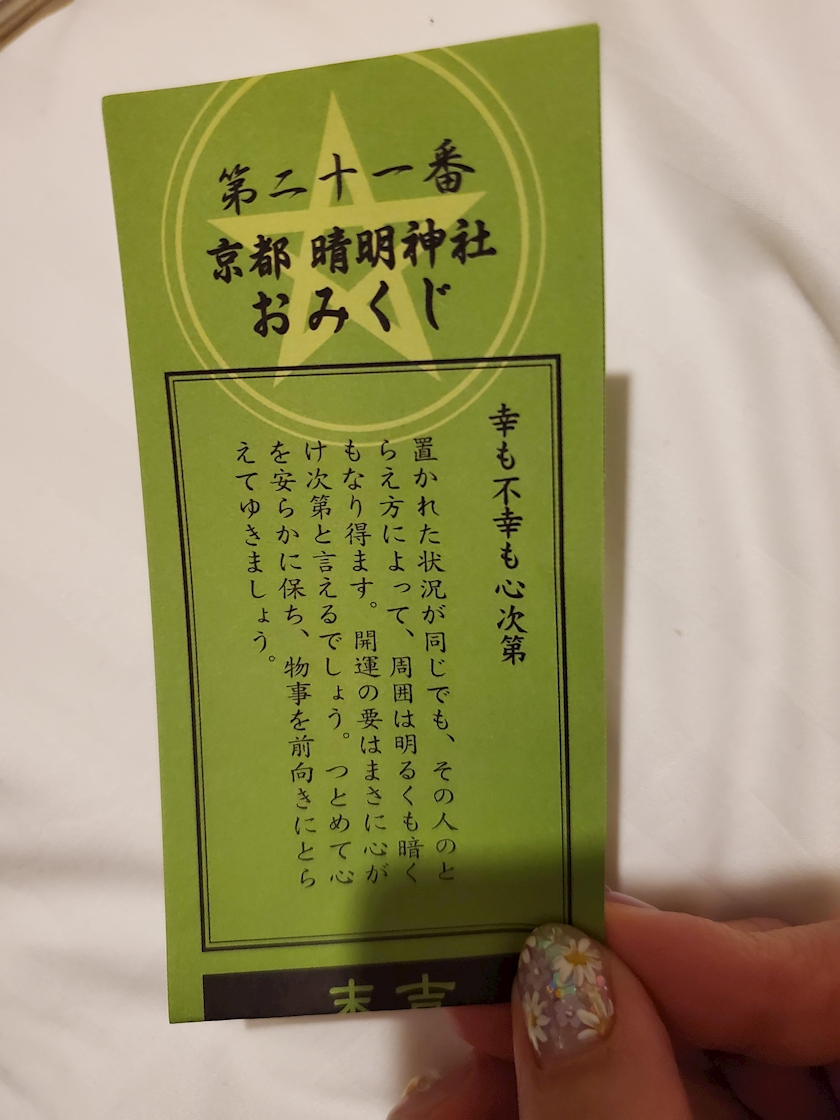 第二十一番
京都 晴明神社
おみくじ
幸も不幸も心次第
置かれた状況が同じでも、その人のと
らえ方によって、周囲は明るくも暗く
もなり得ます。開運の要はまさに心が
け次第と言えるでしょう。つとめて心
を安らかに保ち、物事を前向きにとら
えてゆきましょう。
末吉